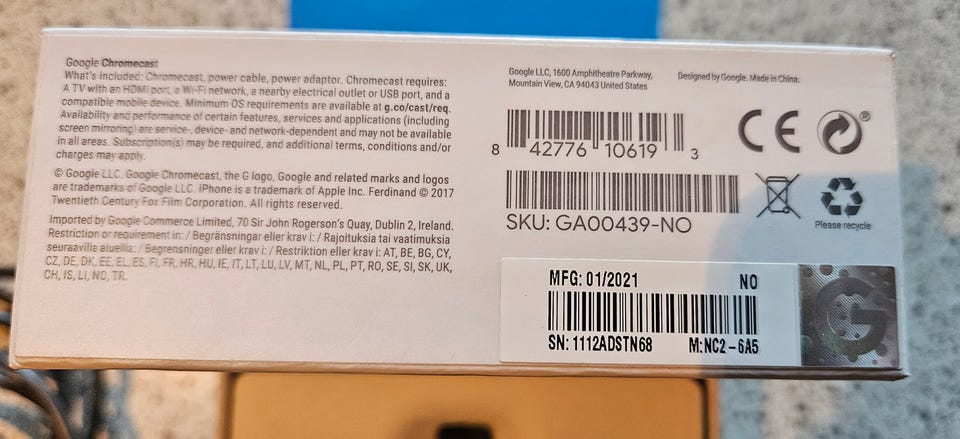 Google Chromecast
What's included: Chromecast, power cable, power adaptor. Chromecast requires:
A TV with an HDMI port, a Wi-Fi network, a nearby electrical outlet or USB port, and a
compatible mobile device. Minimum OS requirements are available at g.co/cast/req.
Availability and performance of certain features, services and applications (including
screen mirroring) are service-, device- and network-dependent and may not be available
in all areas. Subscription(s) may be required, and additional terms, conditions and/or
charges may apply.
© Google LLC. Google Chromecast, the G logo, Google and related marks and logos
are trademarks of Google LLC. iPhone is a trademark of Apple Inc. Ferdinand © 2017
Twentieth Century Fox Film Corporation. All rights reserved.
Imported by Google Commerce Limited, 70 Sir John Rogerson's Quay, Dublin 2, Ireland.
Restriction or requirement in: / Begränsningar eller krav i: / Rajoituksia tai vaatimuksia
seuraavilla alueilla: / Begrensninger eller krav i: / Restriktion eller krav i: AT, BE, BG, CY,
CZ, DE, DK, EE, EL, ES, FI, FR, HR, HU, IE, IT, LT, LU, LV, MT, NL, PL, PT, RO, SE, SI, SK, UK,
CH, IS, LI, NO, TR.
Google LLC, 1600 Amphitheatre Parkway,
Mountain View, CA 94043 United States
Designed by Google. Made in China.
8 42776 10619 3
CE
®
SKU: GA00439-NO
Please recycle
MFG: 01/2021 NO
SN: 1112ADSTN68 M:NC2-6A5
G